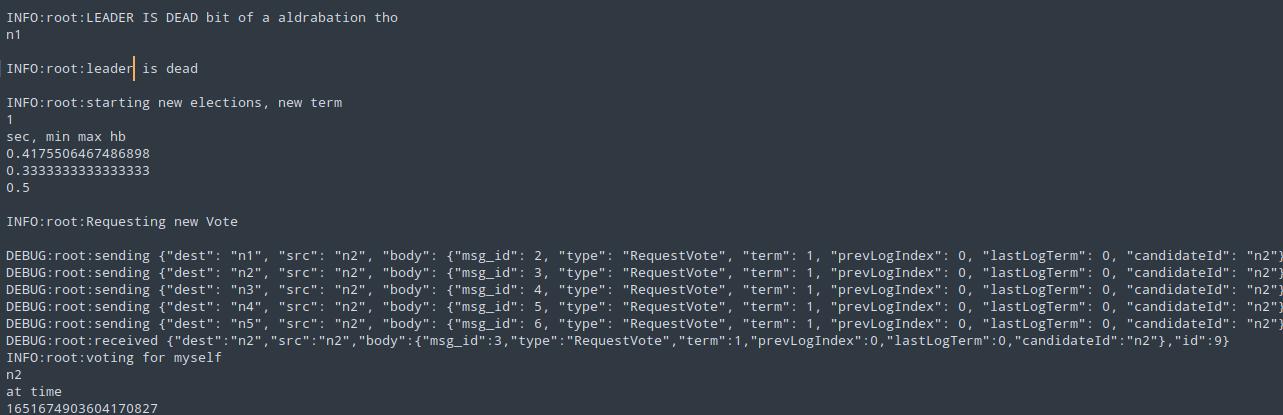 INFO:root:LEADER IS DEAD bit of a aldrabation tho
n1
INFO:root:leader is dead
INFO:root:starting new elections, new term
1
sec, min max hb
0.4175506467486898
0.3333333333333333
0.5
INFO:root:Requesting new Vote
DEBUG:root:sending {"dest": "n1", "src": "n2", "body": {"msg_id": 2, "type": "RequestVote", "term": 1, "prevLogIndex": 0, "lastLogTerm": 0, "candidateId": "n2"}
DEBUG:root:sending {"dest": "n2", "src": "n2", "body": {"msg_id": 3, "type": "RequestVote", "term": 1, "prevLogIndex": 0, "lastLogTerm": 0, "candidateId": "n2"}
DEBUG:root:sending {"dest": "n3", "src": "n2", "body": {"msg_id": 4, "type": "RequestVote", "term": 1, "prevLogIndex": 0, "lastLogTerm": 0, "candidateId": "n2"}
DEBUG:root:sending {"dest": "n4", "src": "n2", "body": {"msg_id": 5, "type": "RequestVote", "term": 1, "prevLogIndex": 0, "lastLogTerm": 0, "candidateId": "n2"}
DEBUG:root:sending {"dest": "n5", "src": "n2", "body": {"msg_id": 6, "type": "RequestVote", "term": 1, "prevLogIndex": 0, "lastLogTerm": 0, "candidateId": "n2"}
DEBUG:root:received {"dest":"n2","src":"n2","body":{"msg_id":3,"type":"RequestVote","term":1,"prevLogIndex":0,"lastLogTerm":0,"candidateId":"n2"},"id":9}
INFO:root:voting for myself
n2
at time
1651674903604170827